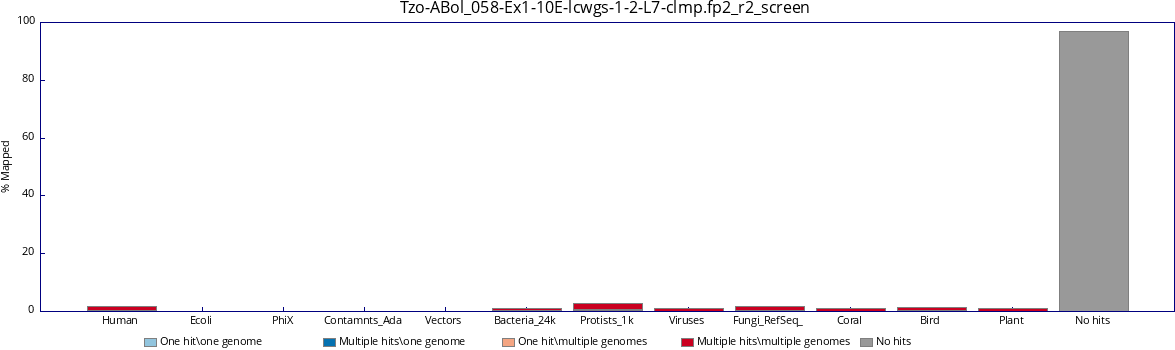 Tzo-ABol_058-Ex1-10E-lcwgs-1-2-L7-clmp.fp2_r2_screen
100
80
60
40
20
0
% Mapped
Human Ecoli PhiX Contamnts_Ada Vectors Bacteria_24k Protists_1k Viruses Fungi_RefSeq_ Coral Bird Plant No hits
One hit\one genome Multiple hits\one genome One hit\multiple genomes Multiple hits\multiple genomes No hits